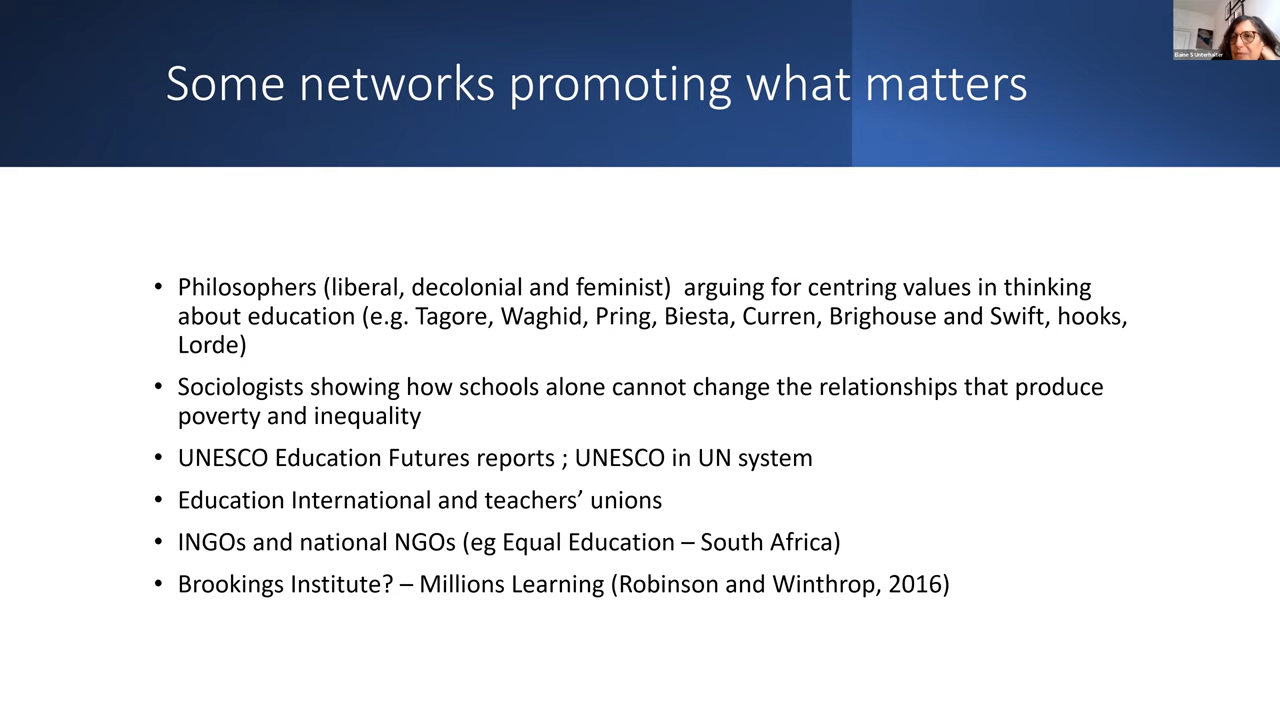 Some networks promoting what matters
Elaine S Unterhalter
• Philosophers (liberal, decolonial and feminist)  arguing for centring values in thinking
about education (e.g. Tagore, Waghid, Pring, Biesta, Curren, Brighouse and Swift, hooks,
Lorde)
• Sociologists showing how schools alone cannot change the relationships that produce
poverty and inequality
• UNESCO Education Futures reports ; UNESCO in UN system
• Education International and teachers’ unions
• INGOs and national NGOs (eg Equal Education – South Africa)
• Brookings Institute? – Millions Learning (Robinson and Winthrop, 2016)